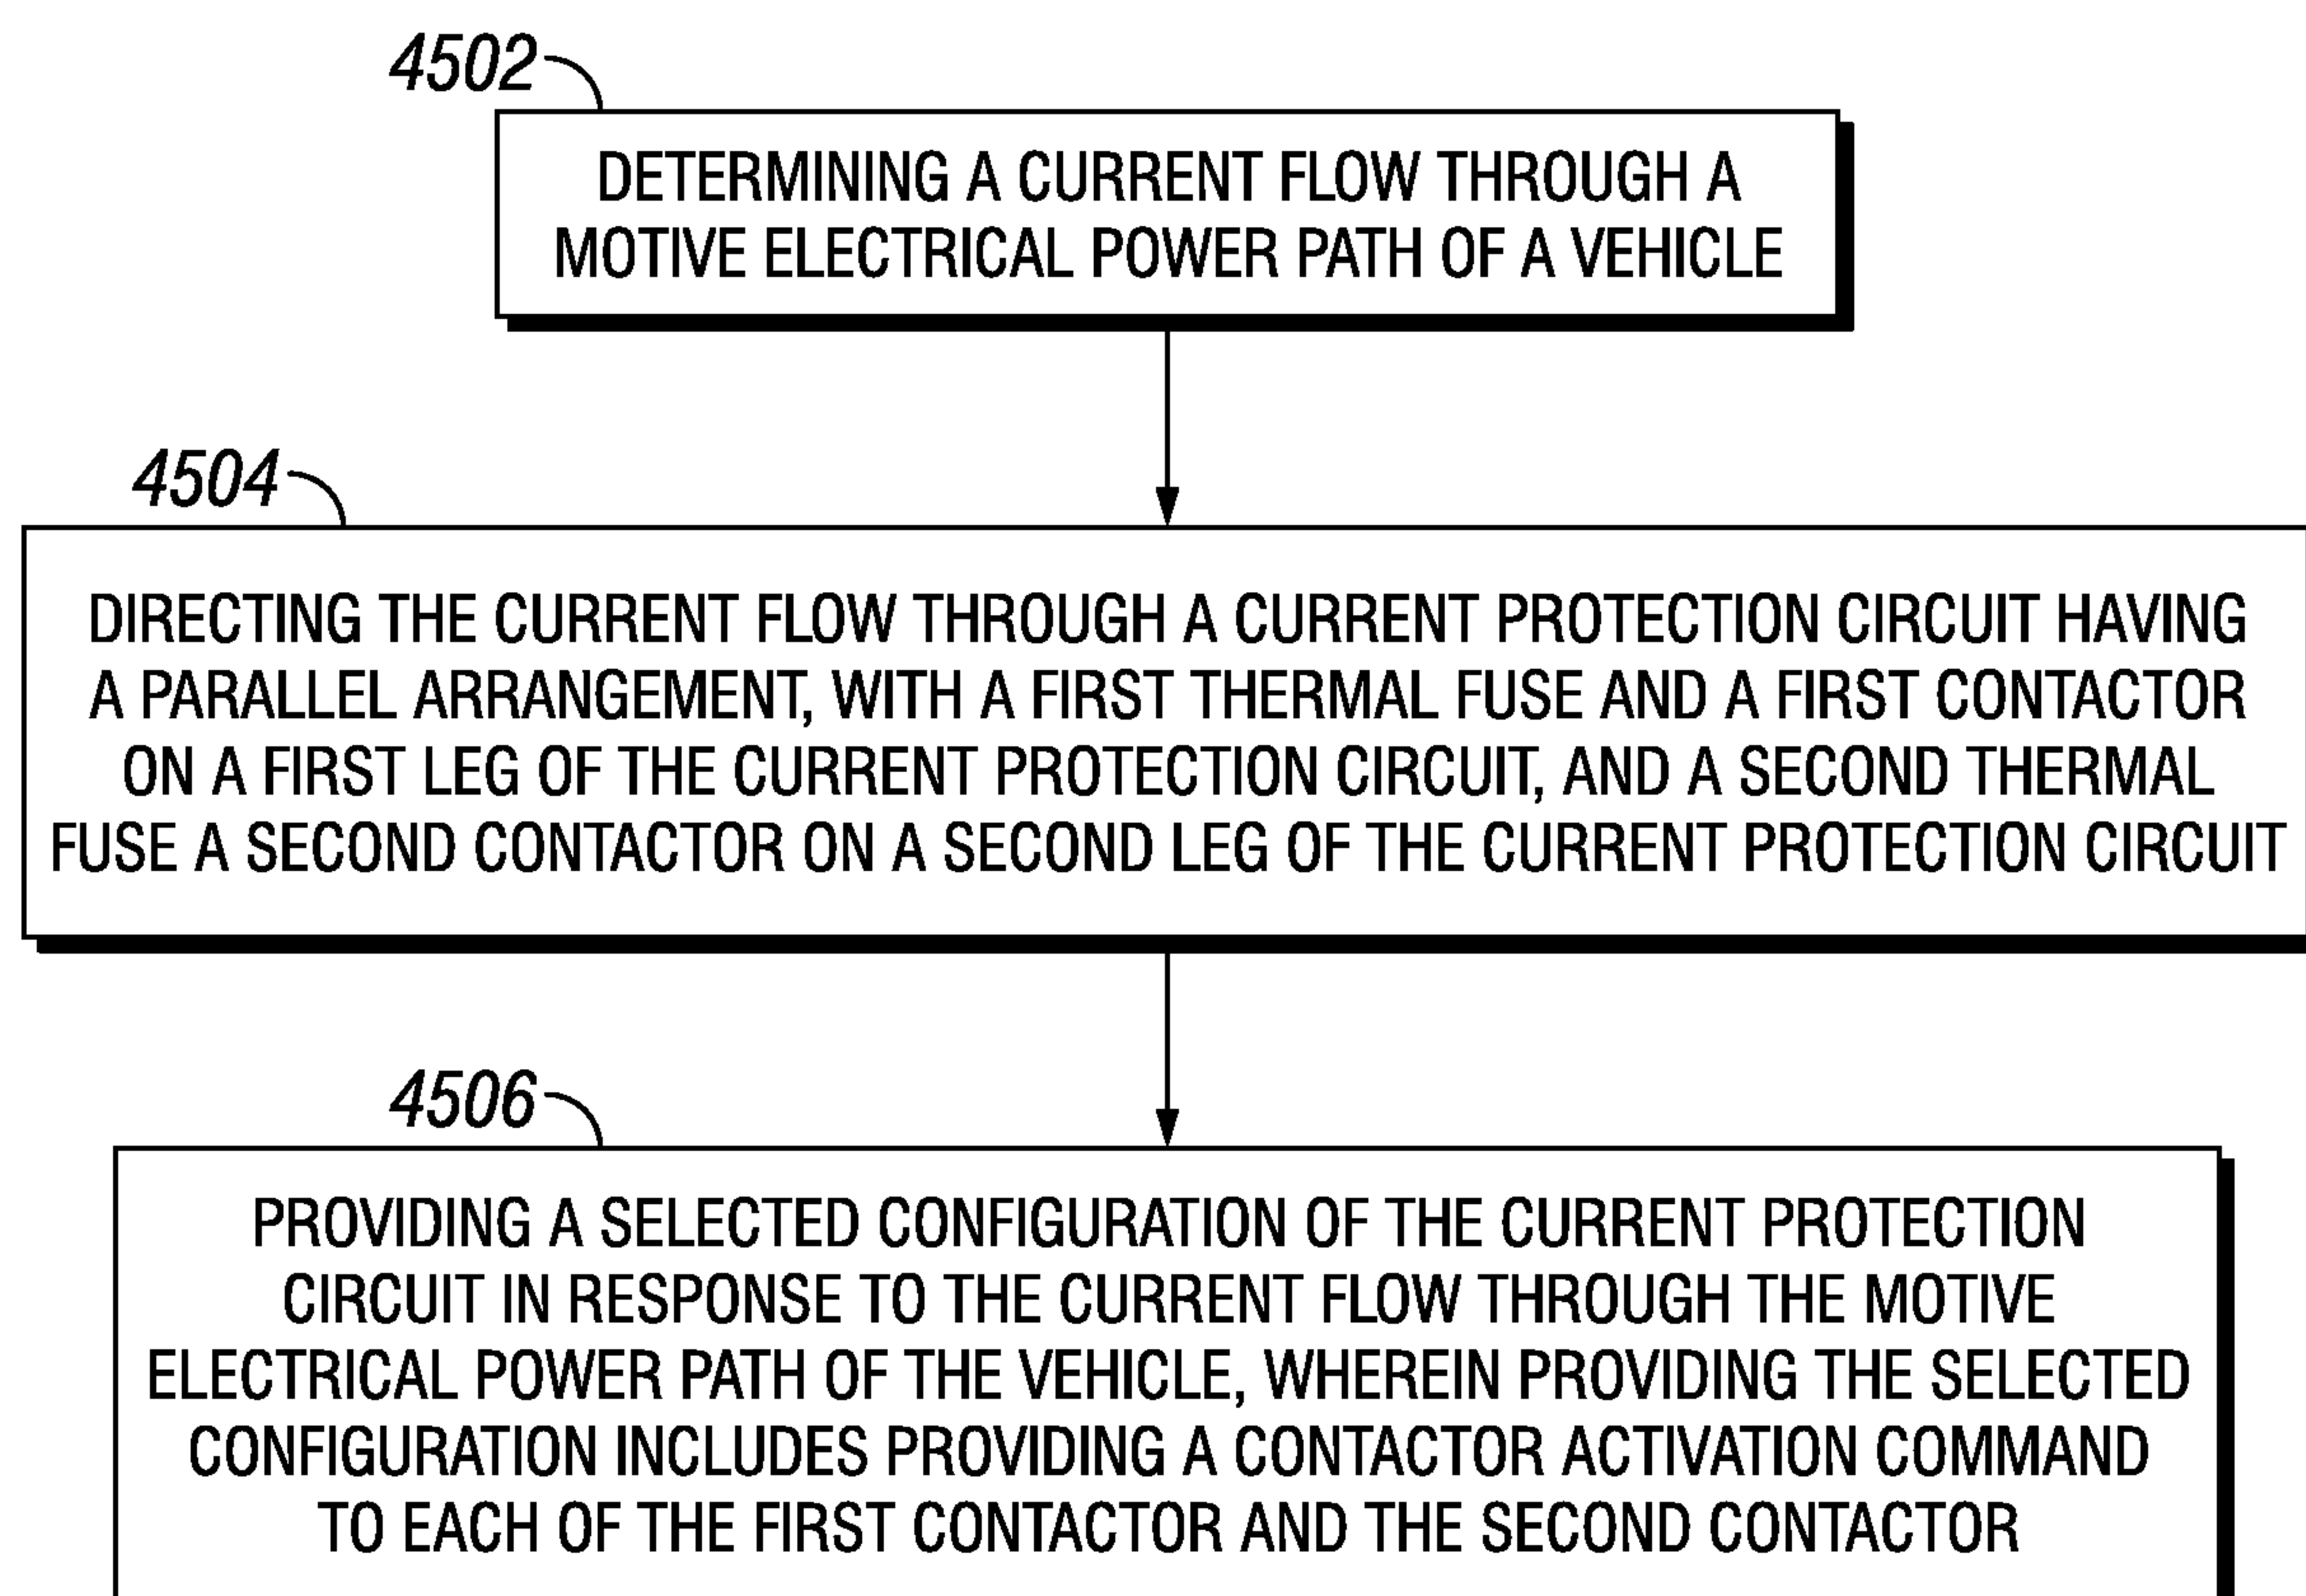 4502
DETERMINING A CURRENT FLOW THROUGH A
MOTIVE ELECTRICAL POWER PATH OF A VEHICLE
4504
DIRECTING THE CURRENT FLOW THROUGH A CURRENT PROTECTION CIRCUIT HAVING
A PARALLEL ARRANGEMENT, WITH A FIRST THERMAL FUSE AND A FIRST CONTACTOR
ON A FIRST LEG OF THE CURRENT PROTECTION CIRCUIT, AND A SECOND THERMAL
FUSE A SECOND CONTACTOR ON A SECOND LEG OF THE CURRENT PROTECTION CIRCUIT
4506
PROVIDING A SELECTED CONFIGURATION OF THE CURRENT PROTECTION
CIRCUIT IN RESPONSE TO THE CURRENT FLOW THROUGH THE MOTIVE
ELECTRICAL POWER PATH OF THE VEHICLE, WHEREIN PROVIDING THE SELECTED
CONFIGURATION INCLUDES PROVIDING A CONTACTOR ACTIVATION COMMAND
TO EACH OF THE FIRST CONTACTOR AND THE SECOND CONTACTOR